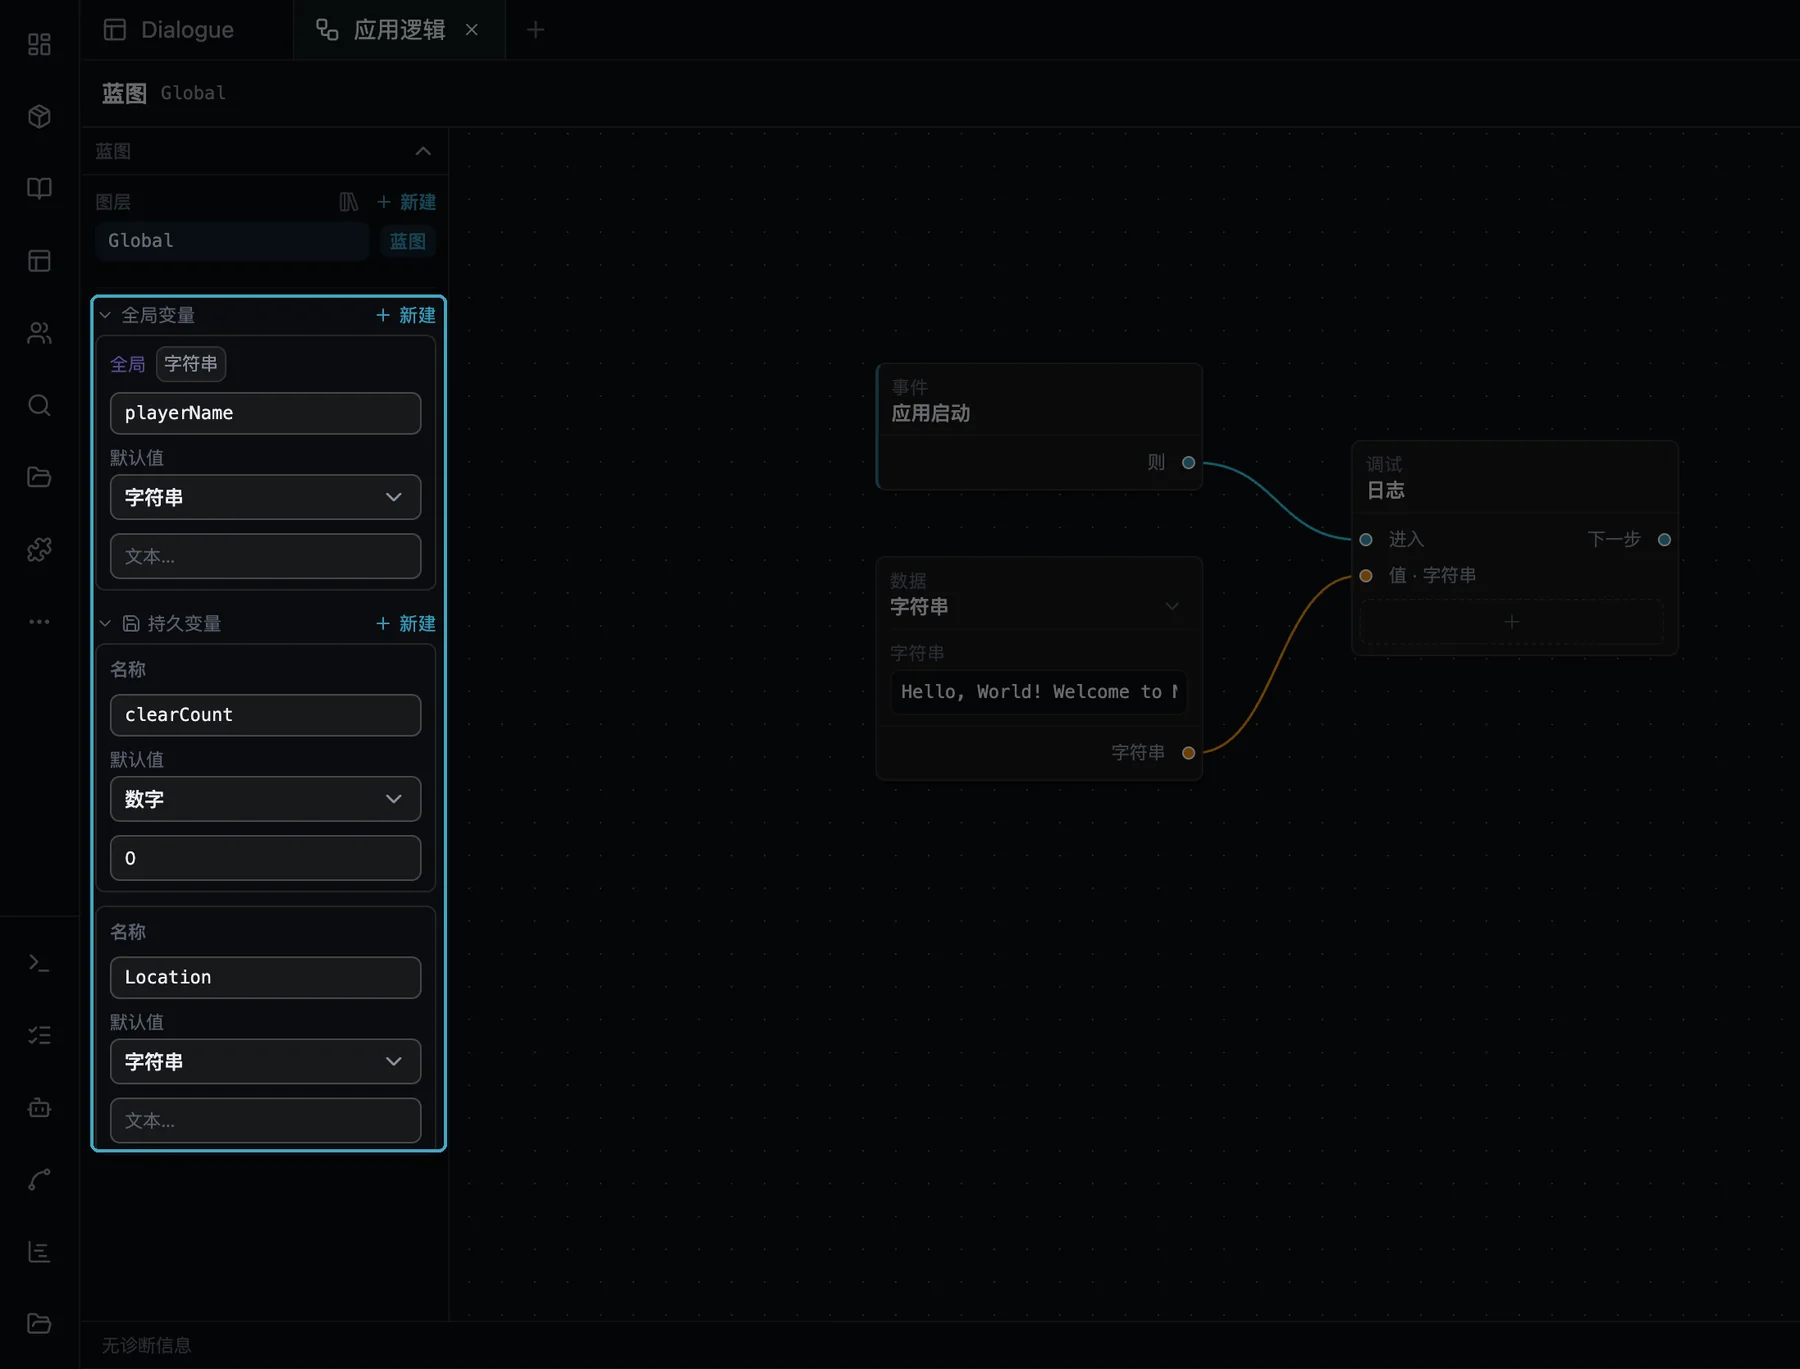 Dialogue
应用逻辑
蓝图 Global
蓝图
图层
新建
Global
蓝图
全局变量
新建
全局 字符串
playerName
默认值
字符串
文本...
持久变量
新建
名称
clearCount
默认值
数字
0
名称
Location
默认值
字符串
文本...
事件
应用启动
则
数据
字符串
字符串
Hello, World! Welcome to
字符串
调试
日志
进入
下一步
值 · 字符串
无诊断信息